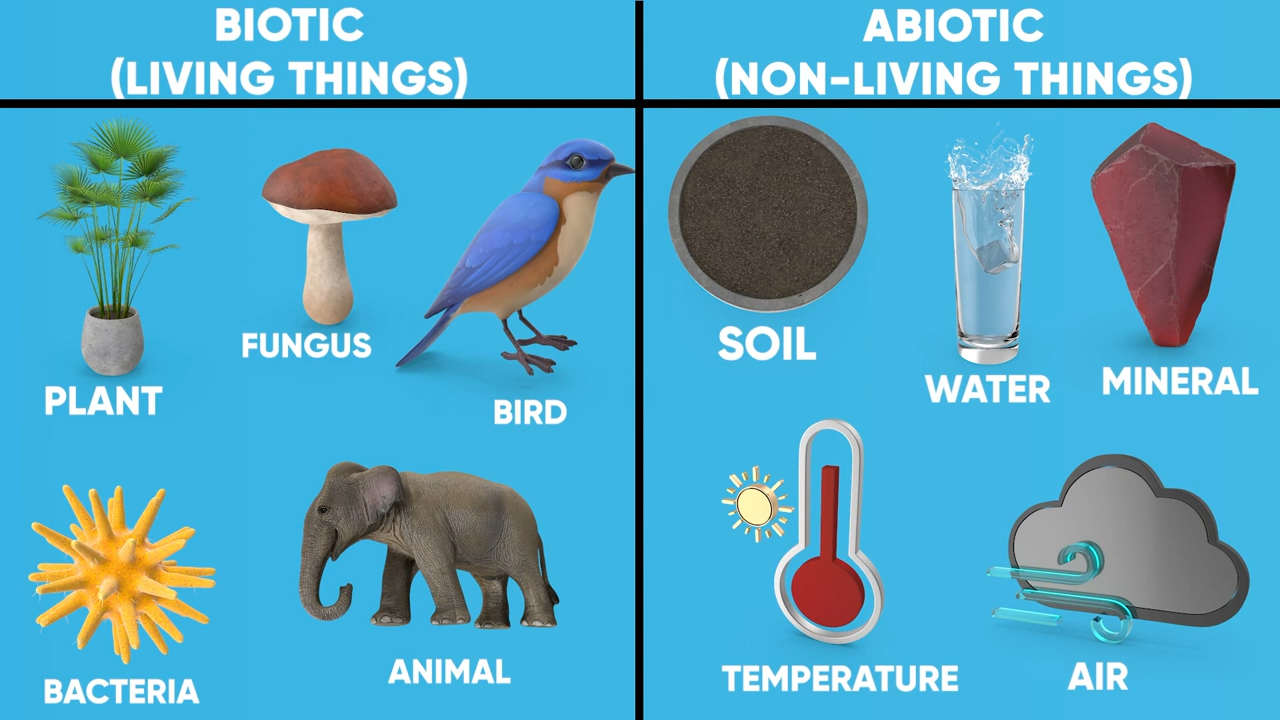 BIOTIC
(LIVING THINGS)
ABIOTIC
(NON-LIVING THINGS)
PLANT
FUNGUS
BIRD
BACTERIA
ANIMAL
SOIL
WATER
MINERAL
TEMPERATURE
AIR